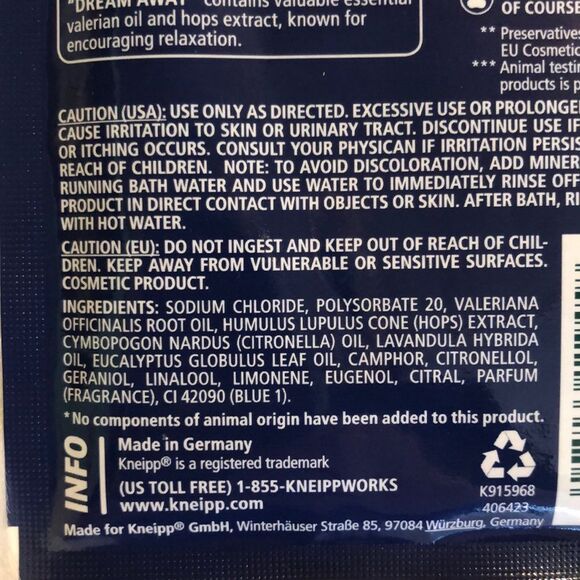 "DREAM AWAY" contains valuable essential
valerian oil and hops extract, known for
encouraging relaxation.
OF COURSE
** Preservatives
EU Cosmetic
*** Animal testin
products is p
CAUTION (USA): USE ONLY AS DIRECTED. EXCESSIVE USE OR PROLONGE
CAUSE IRRITATION TO SKIN OR URINARY TRACT. DISCONTINUE USE IF
OR ITCHING OCCURS. CONSULT YOUR PHYSICAN IF IRRITATION PERSIS
REACH OF CHILDREN. NOTE: TO AVOID DISCOLORATION, ADD MINER
RUNNING BATH WATER AND USE WATER TO IMMEDIATELY RINSE OFF
PRODUCT IN DIRECT CONTACT WITH OBJECTS OR SKIN. AFTER BATH, RI
WITH HOT WATER.
CAUTION (EU): DO NOT INGEST AND KEEP OUT OF REACH OF CHIL-
DREN. KEEP AWAY FROM VULNERABLE OR SENSITIVE SURFACES.
COSMETIC PRODUCT.
INGREDIENTS: SODIUM CHLORIDE, POLYSORBATE 20, VALERIANA
OFFICINALIS ROOT OIL, HUMULUS LUPULUS CONE (HOPS) EXTRACT,
CYMBOPOGON NARDUS (CITRONELLA) OIL, LAVANDULA HYBRIDA
OIL, EUCALYPTUS GLOBULUS LEAF OIL, CAMPHOR, CITRONELLOL,
GERANIOL, LINALOOL, LIMONENE, EUGENOL, CITRAL, PARFUM
(FRAGRANCE), CI 42090 (BLUE 1).
* No components of animal origin have been added to this product.
INFO
Made in Germany
Kneipp® is a registered trademark
(US TOLL FREE) 1-855-KNEIPPWORKS
www.kneipp.com
K915968
406423
Made for Kneipp® GmbH, Winterhäuser Straße 85, 97084 Würzburg, Germany